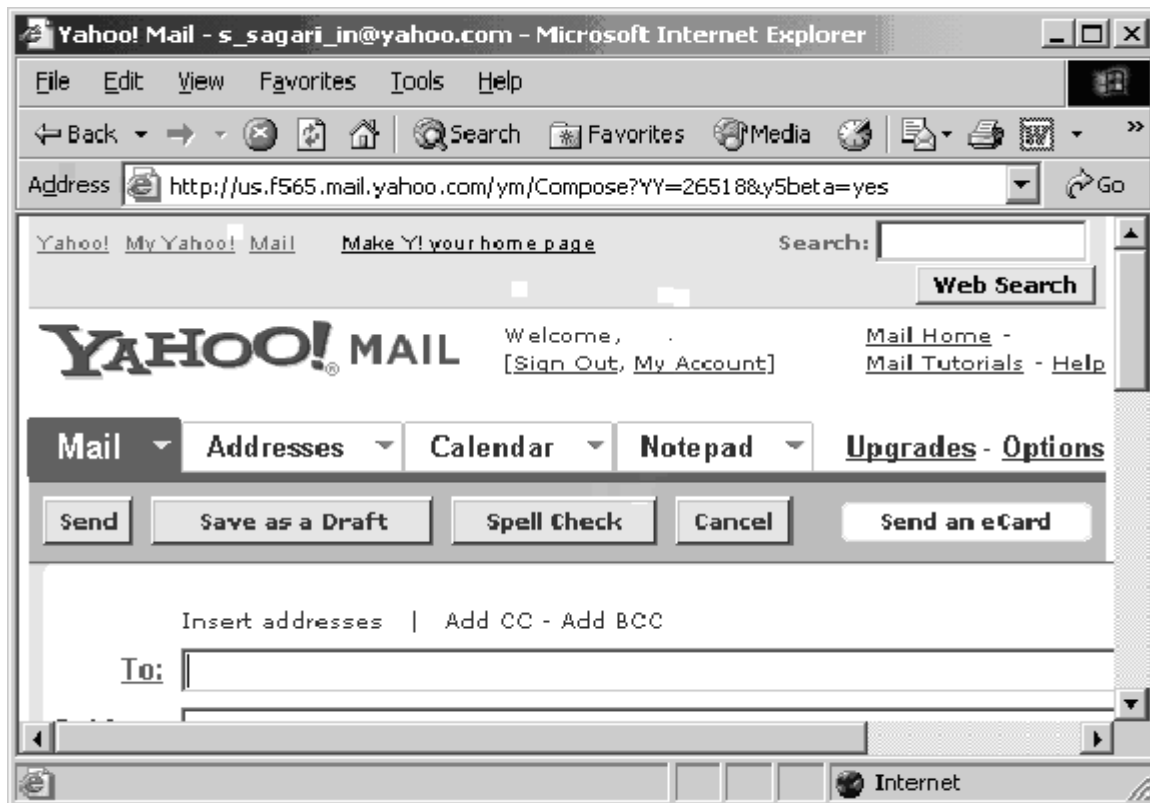 Yahoo! Mail - s_sagari_in@yahoo.com - Microsoft Internet Explorer
File Edit View Favorites Tools Help
Back Search Favorites Media »
Address http://us.f565.mail.yahoo.com/ym/Compose?YY=26518&y5beta=yes Go
Yahoo! My Yahoo! Mail Make Y! your home page Search:
Web Search
YAHOO!® MAIL Welcome, Mail Home -
[Sign Out, My Account] Mail Tutorials - Help
Mail Addresses Calendar Notepad Upgrades - Options
Send Save as a Draft Spell Check Cancel Send an eCard
Insert addresses | Add CC - Add BCC
To:
Internet